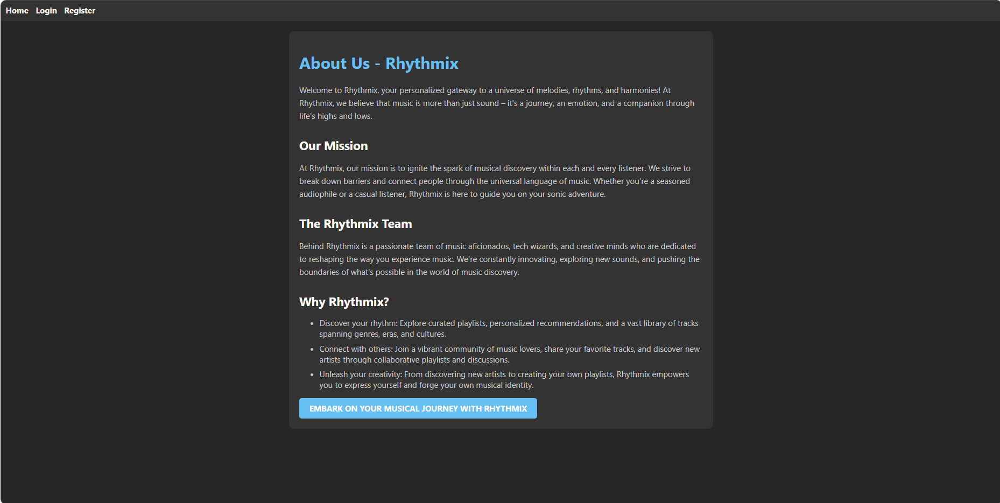 Home Login Register
About Us - Rhythmix
Welcome to Rhythmix, your personalized gateway to a universe of melodies, rhythms, and harmonies! At
Rhythmix, we believe that music is more than just sound – it's a journey, an emotion, and a companion through
life's highs and lows.
Our Mission
At Rhythmix, our mission is to ignite the spark of musical discovery within each and every listener. We strive to
break down barriers and connect people through the universal language of music. Whether you're a seasoned
audiophile or a casual listener, Rhythmix is here to guide you on your sonic adventure.
The Rhythmix Team
Behind Rhythmix is a passionate team of music aficionados, tech wizards, and creative minds who are dedicated
to reshaping the way you experience music. We're constantly innovating, exploring new sounds, and pushing the
boundaries of what's possible in the world of music discovery.
Why Rhythmix?
• Discover your rhythm: Explore curated playlists, personalized recommendations, and a vast library of tracks
spanning genres, eras, and cultures.
• Connect with others: Join a vibrant community of music lovers, share your favorite tracks, and discover new
artists through collaborative playlists and discussions.
• Unleash your creativity: From discovering new artists to creating your own playlists, Rhythmix empowers
you to express yourself and forge your own musical identity.
EMBARK ON YOUR MUSICAL JOURNEY WITH RHYTHMIX